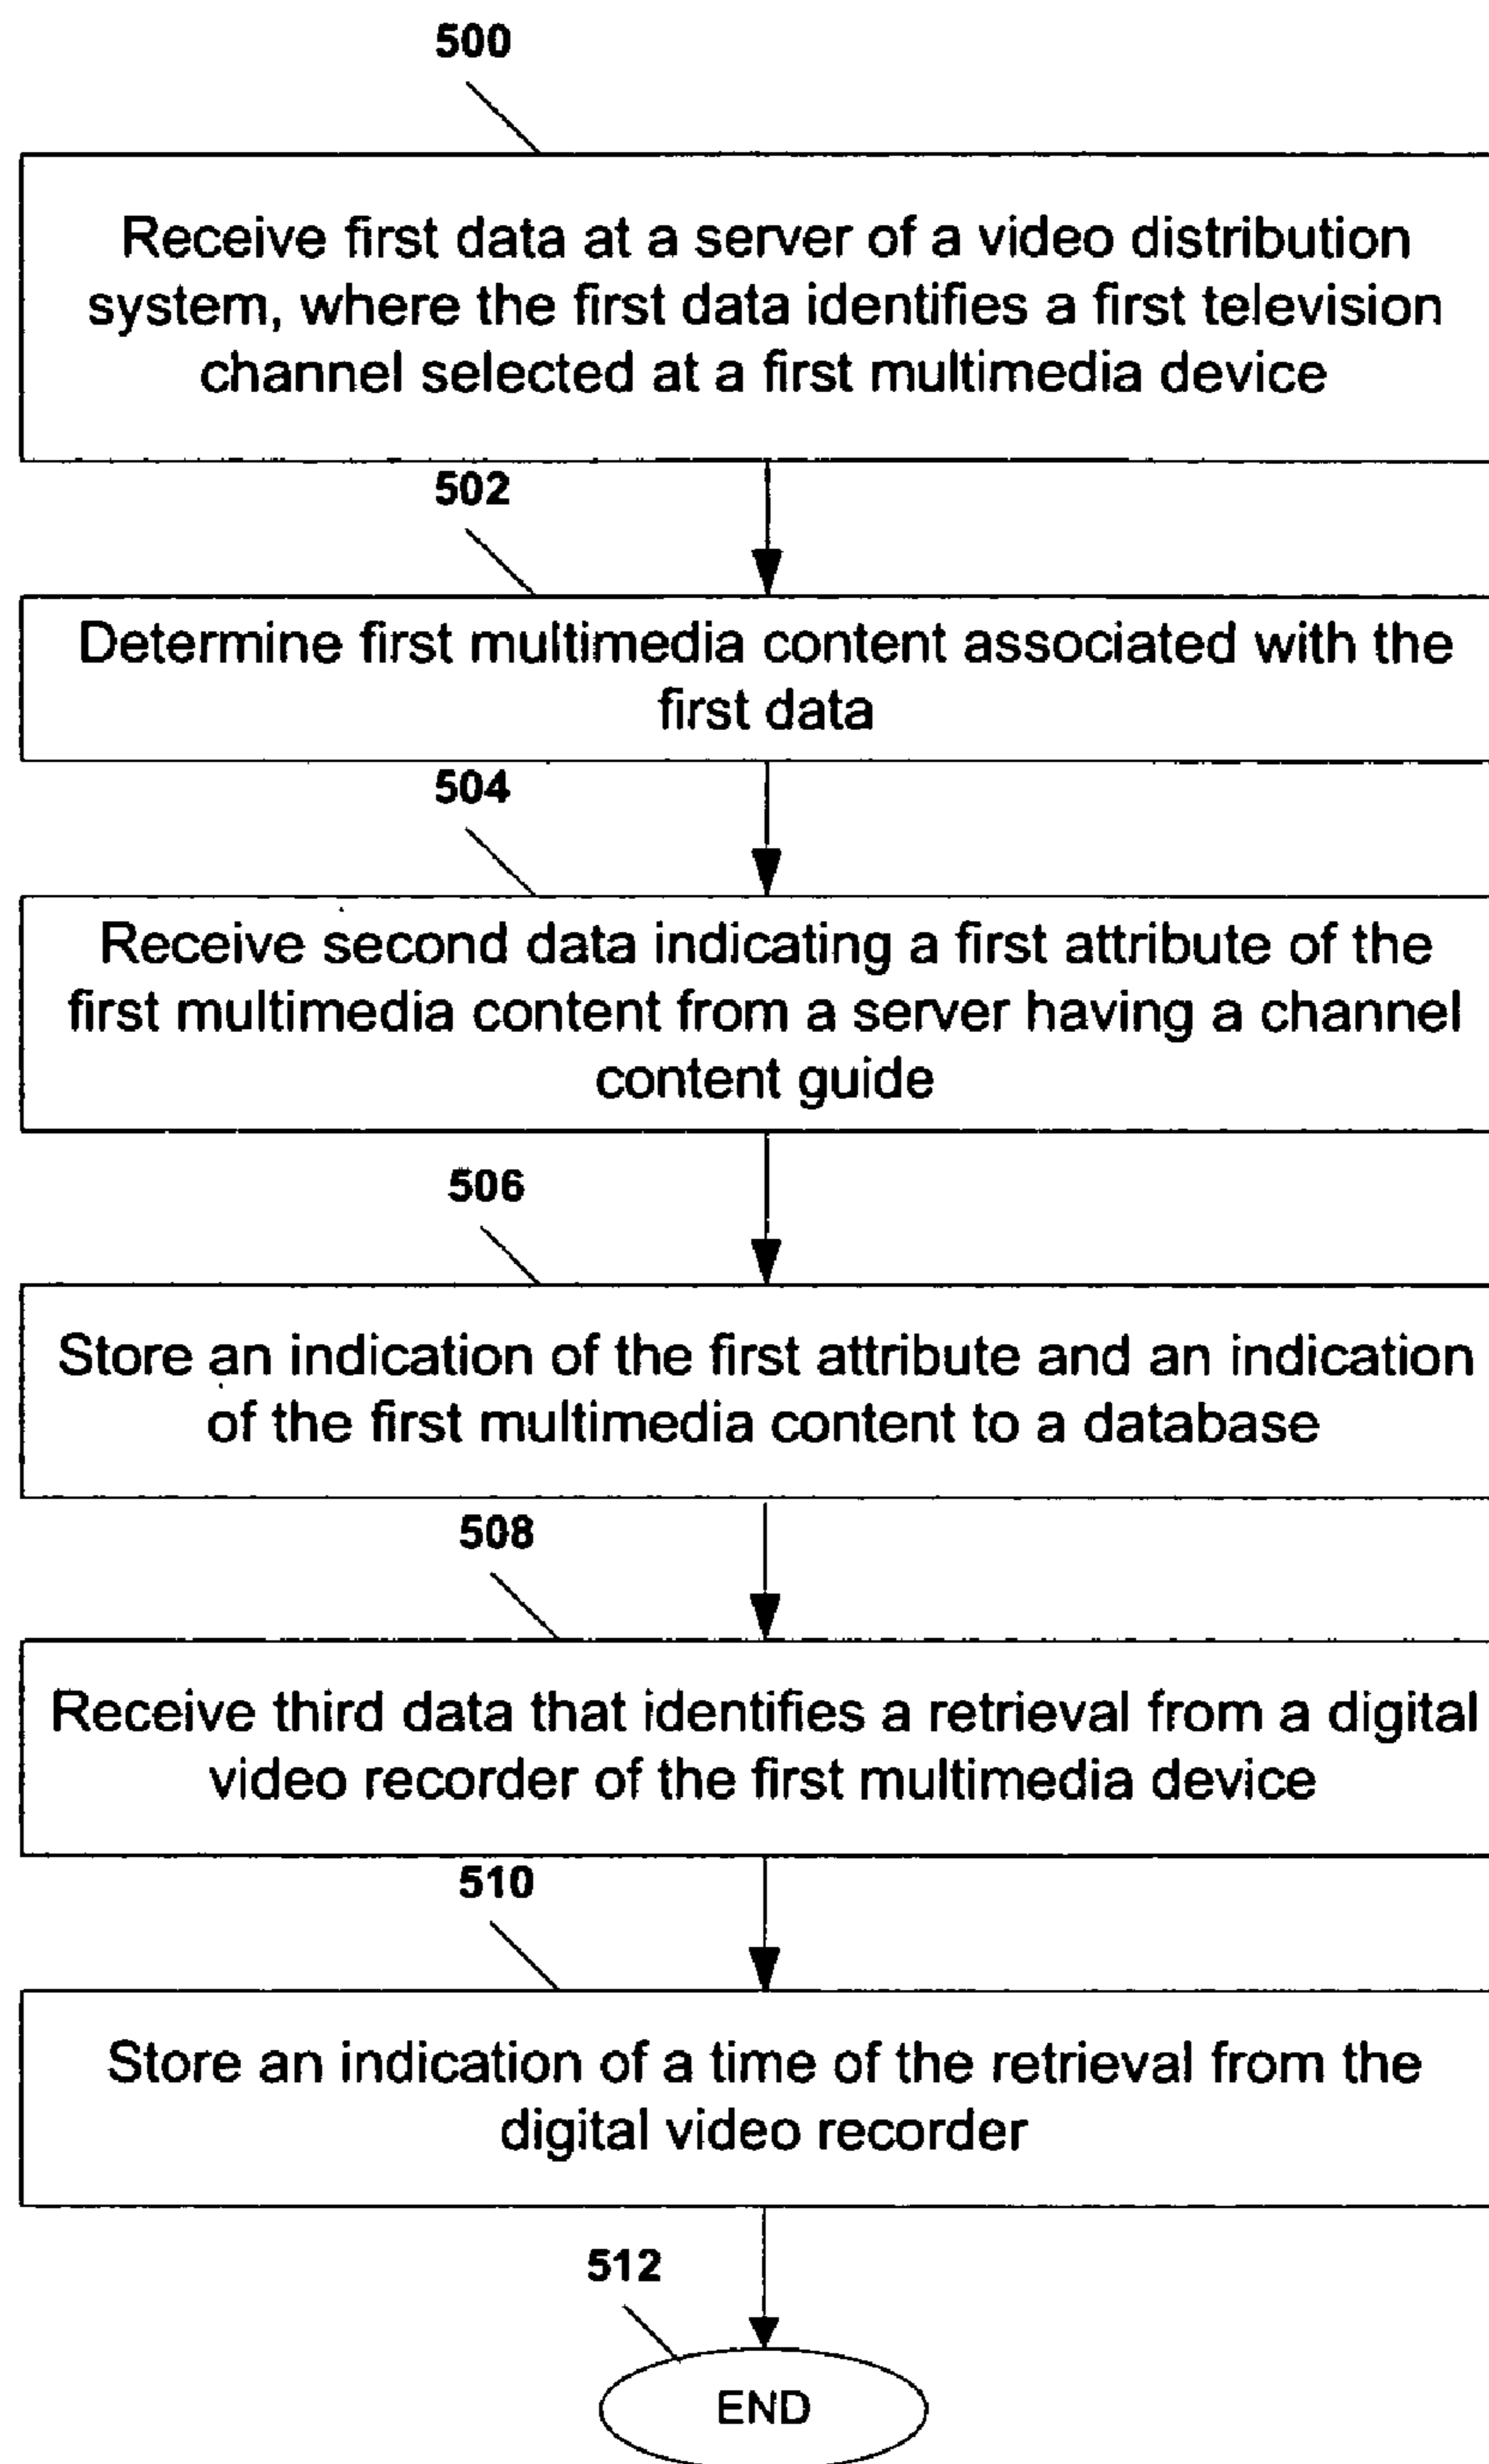 500
Receive first data at a server of a video distribution
system, where the first data identifies a first television
channel selected at a first multimedia device
502
Determine first multimedia content associated with the
first data
504
Receive second data indicating a first attribute of the
first multimedia content from a server having a channel
content guide
506
Store an indication of the first attribute and an indication
of the first multimedia content to a database
508
Receive third data that identifies a retrieval from a digital
video recorder of the first multimedia device
510
Store an indication of a time of the retrieval from the
digital video recorder
512
END